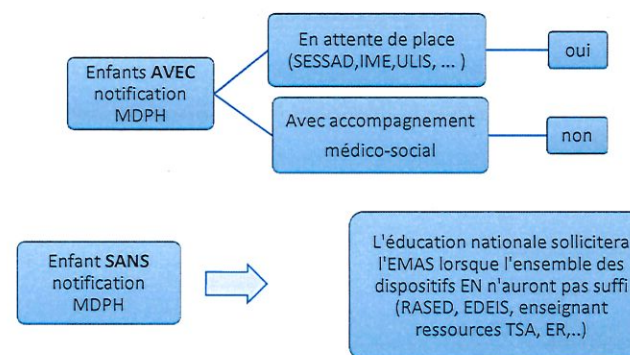 En attente de place
(SESSAD,IME,ULIS, ... )
oui
Enfants AVEC
notification
MDPH
Avec accompagnement
médico-social
non
Enfant SANS
notification
MDPH
L'éducation nationale sollicitera
l'EMAS lorsque l'ensemble des
dispositifs EN n'auront pas suffi
(RASED, EDEIS, enseignant
ressources TSA, ER,..)